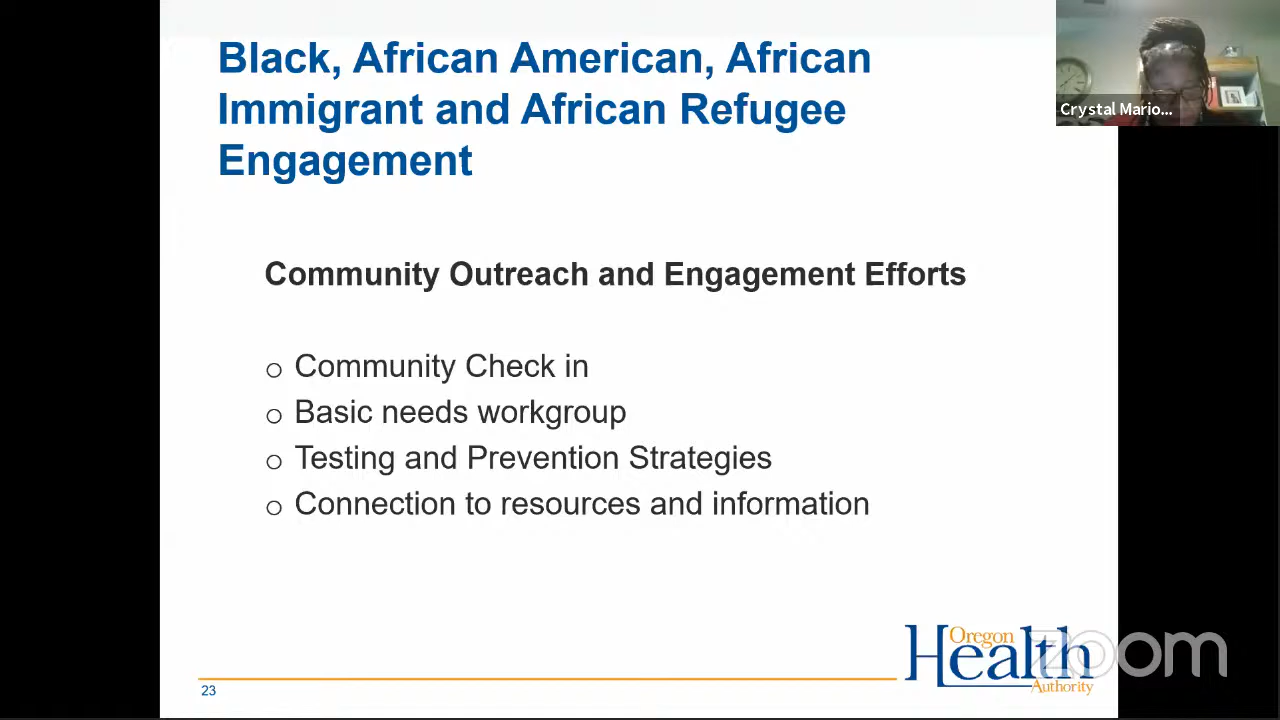 Black, African American, African
Immigrant and African Refugee
Engagement
Crystal Mario...
Community Outreach and Engagement Efforts
o Community Check in
o Basic needs workgroup
o Testing and Prevention Strategies
o Connection to resources and information
Oregon
Health
Authority
zoom
23